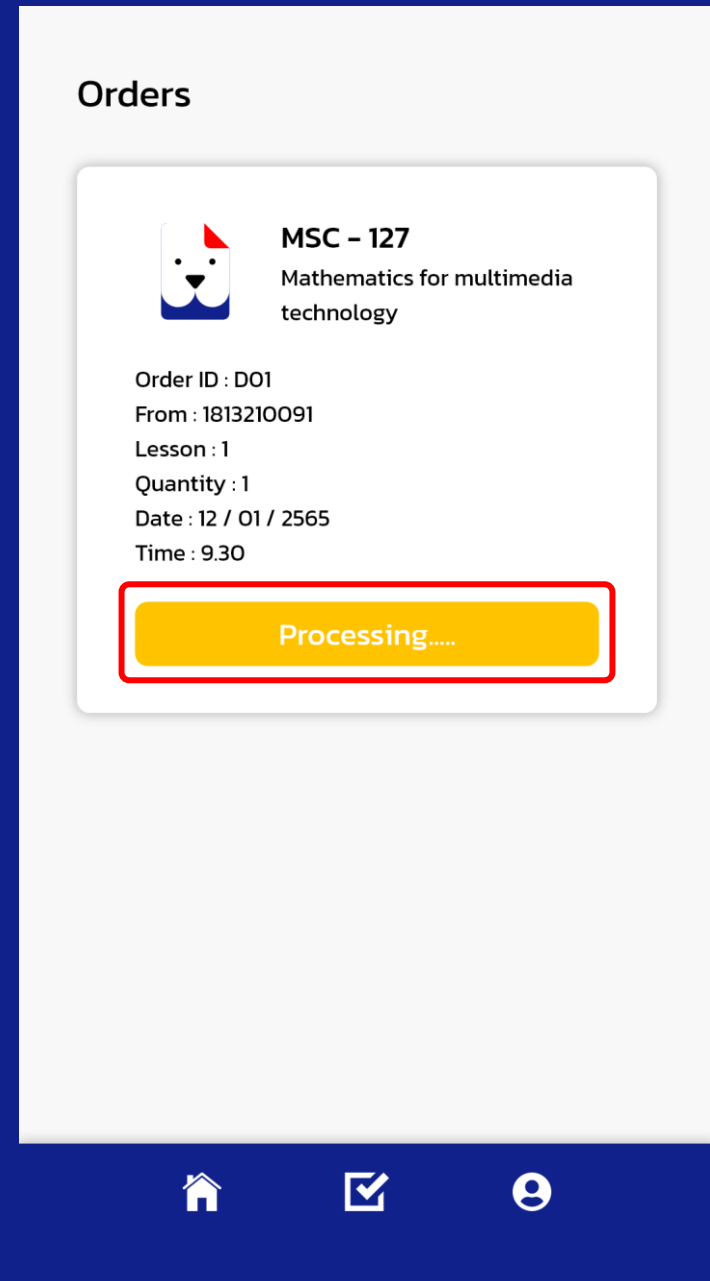 Orders
MSC - 127
Mathematics for multimedia
technology
Order ID : D01
From : 1813210091
Lesson : 1
Quantity : 1
Date : 12 / 01 / 2565
Time : 9.30
Processing.....